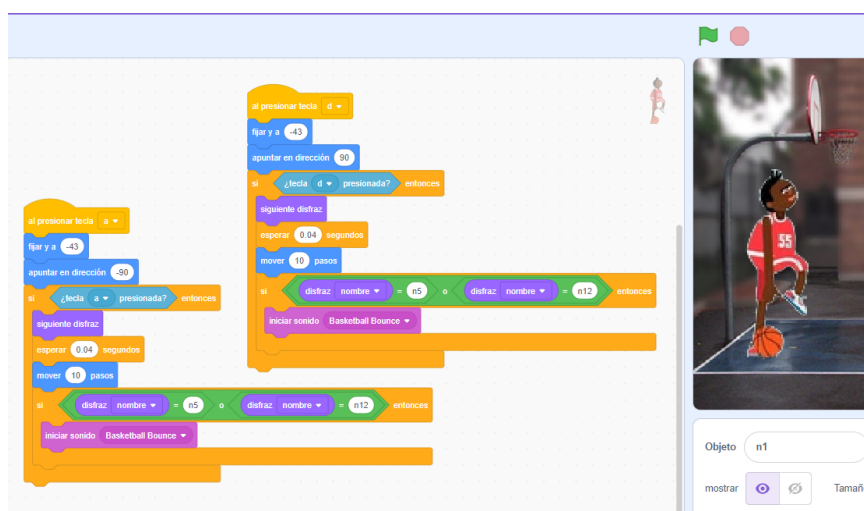 al presionar tecla d
fijar y a -43
apuntar en dirección 90
si ¿tecla d presionada? entonces
siguiente disfraz
esperar 0.04 segundos
mover 10 pasos
si disfraz nombre = n5 o disfraz nombre = n12 entonces
iniciar sonido Basketball Bounce
al presionar tecla a
fijar y a -43
apuntar en dirección -90
si ¿tecla a presionada? entonces
siguiente disfraz
esperar 0.04 segundos
mover 10 pasos
si disfraz nombre = n5 o disfraz nombre = n12 entonces
iniciar sonido Basketball Bounce
55
Objeto n1
mostrar Tamañ